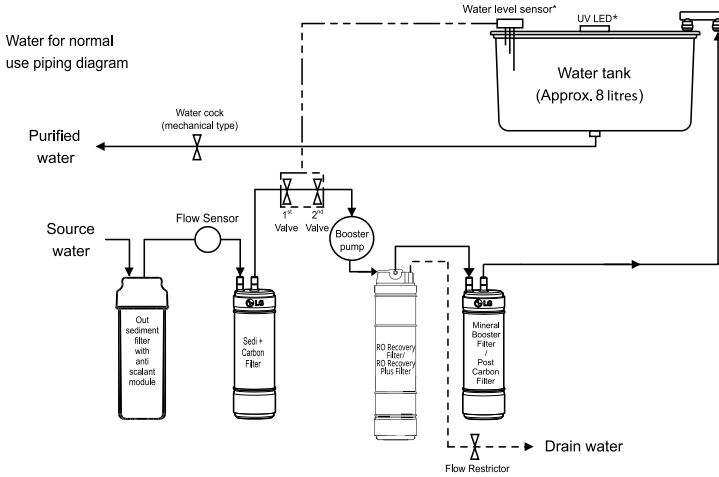 Water for normal
use piping diagram
Water level sensor*
UV LED*
Water tank
(Approx. 8 litres)
Water cock
(mechanical type)
Purified
water
1st
Valve
2nd
Valve
Flow Sensor
Source
water
Booster
pump
Out
sediment
filter
with
anti
scalant
module
LG
Sedi +
Carbon
Filter
RO Recovery
Filter/
RO Recovery
Plus Filter
LG
Mineral
Booster
Filter
/
Post
Carbon
Filter
Drain water
Flow Restrictor